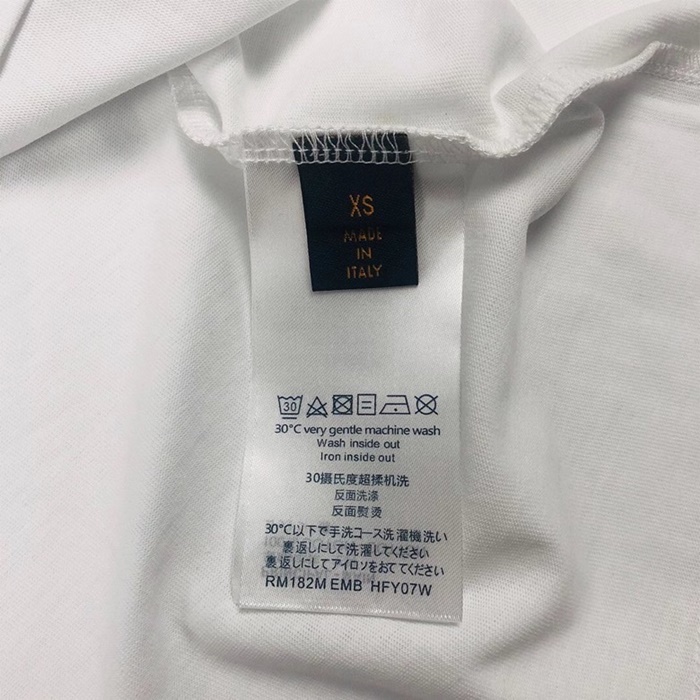 XS
MADE
IN
ITALY
30
30°C very gentle machine wash
Wash inside out
Iron inside out
30摄氏度超揉机洗
反面洗涤
反面熨烫
30°C以下で手洗コース洗濯機洗い
裏返しにして洗濯してください
裏返しにしてアイロンをおててください
RM182M EMB HFY07W